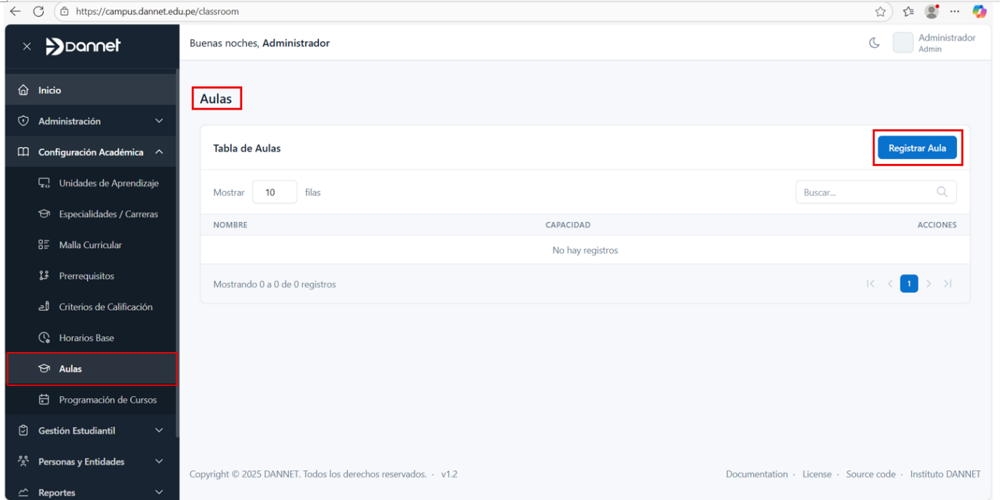 https://campus.dannet.edu.pe/classroom
Dannet
Buenas noches, Administrador
Administrador
Admin
Inicio
Administración
Configuración Académica
Unidades de Aprendizaje
Especialidades / Carreras
Malla Curricular
Prerrequisitos
Criterios de Calificación
Horarios Base
Aulas
Programación de Cursos
Gestión Estudiantil
Personas y Entidades
Reportes
Aulas
Tabla de Aulas
Registrar Aula
Mostrar 10 filas
Buscar...
NOMBRE CAPACIDAD ACCIONES
No hay registros
Mostrando 0 a 0 de 0 registros
1
Copyright © 2025 DANNET. Todos los derechos reservados. · v1.2
Documentation · License · Source code · Instituto DANNET